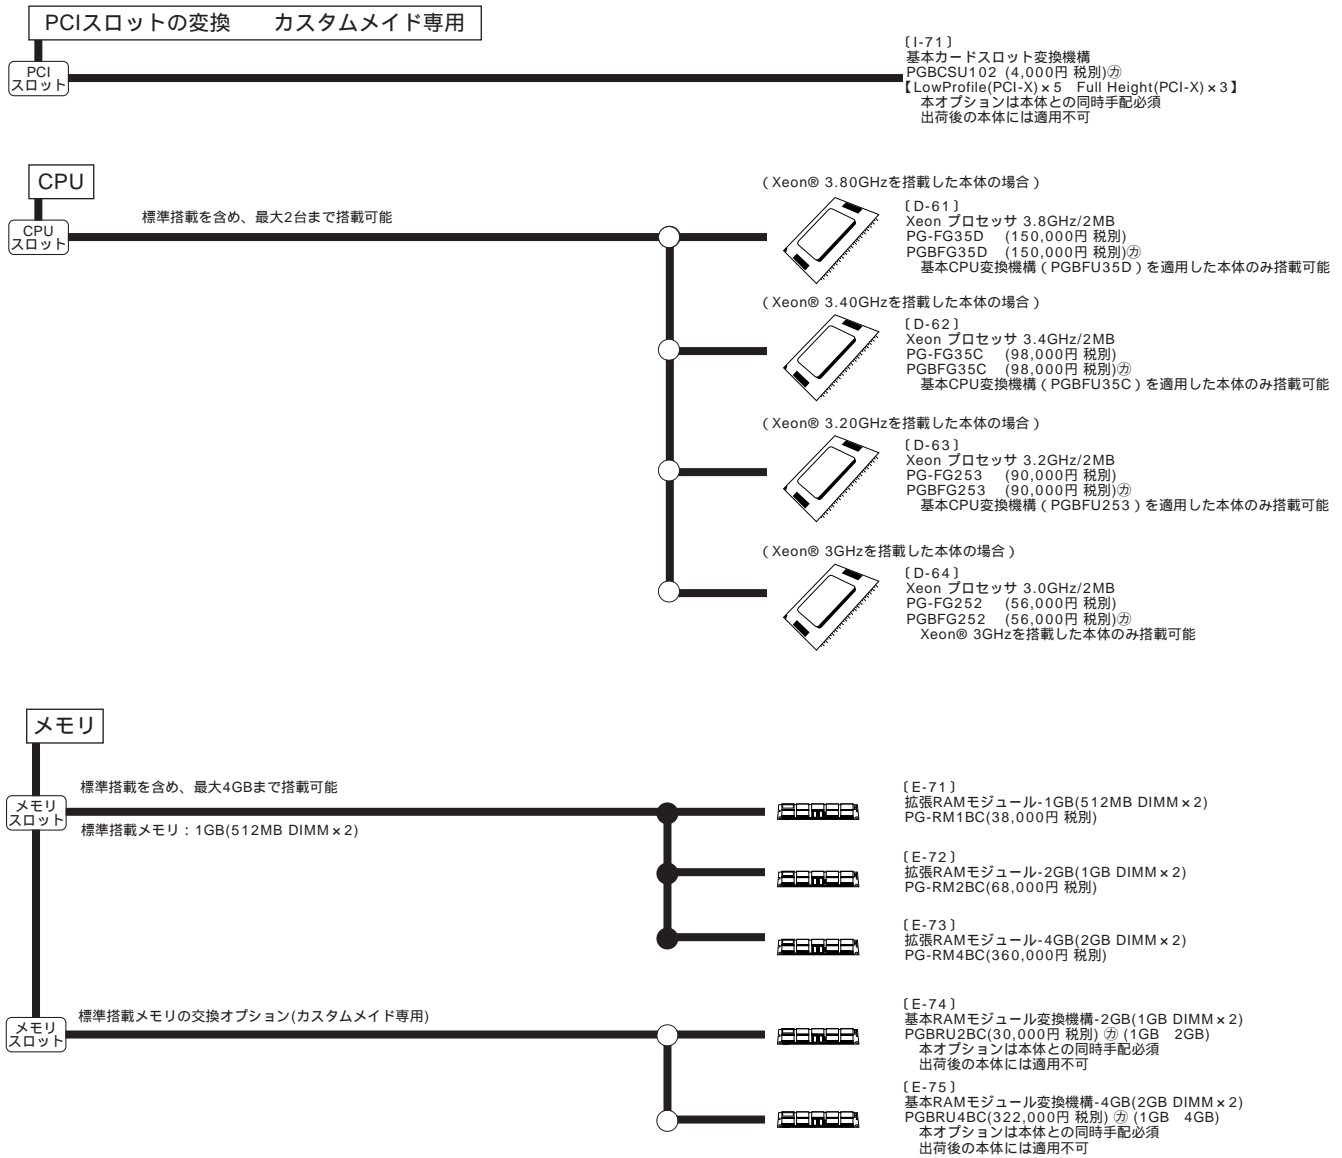 PCIスロットの変換　　カスタムメイド専用
PCI
スロット
〔I-71〕
基本カードスロット変換機構
PGBCSU102 (4,000円 税別)㋕
【LowProfile(PCI-X)×5　Full Height(PCI-X)×3】
本オプションは本体との同時手配必須
出荷後の本体には適用不可
CPU
CPU
スロット
標準搭載を含め、最大2台まで搭載可能
（Xeon® 3.80GHzを搭載した本体の場合）
〔D-61〕
Xeon プロセッサ 3.8GHz/2MB
PG-FG35D　(150,000円 税別)
PGBFG35D　(150,000円 税別)㋕
基本CPU変換機構（PGBFU35D）を適用した本体のみ搭載可能
（Xeon® 3.40GHzを搭載した本体の場合）
〔D-62〕
Xeon プロセッサ 3.4GHz/2MB
PG-FG35C　(98,000円 税別)
PGBFG35C　(98,000円 税別)㋕
基本CPU変換機構（PGBFU35C）を適用した本体のみ搭載可能
（Xeon® 3.20GHzを搭載した本体の場合）
〔D-63〕
Xeon プロセッサ 3.2GHz/2MB
PG-FG253　(90,000円 税別)
PGBFG253　(90,000円 税別)㋕
基本CPU変換機構（PGBFU253）を適用した本体のみ搭載可能
（Xeon® 3GHzを搭載した本体の場合）
〔D-64〕
Xeon プロセッサ 3.0GHz/2MB
PG-FG252　(56,000円 税別)
PGBFG252　(56,000円 税別)㋕
Xeon® 3GHzを搭載した本体のみ搭載可能
メモリ
メモリ
スロット
標準搭載を含め、最大4GBまで搭載可能
標準搭載メモリ：1GB(512MB DIMM×2)
〔E-71〕
拡張RAMモジュール-1GB(512MB DIMM×2)
PG-RM1BC(38,000円 税別)
〔E-72〕
拡張RAMモジュール-2GB(1GB DIMM×2)
PG-RM2BC(68,000円 税別)
〔E-73〕
拡張RAMモジュール-4GB(2GB DIMM×2)
PG-RM4BC(360,000円 税別)
メモリ
スロット
標準搭載メモリの交換オプション(カスタムメイド専用)
〔E-74〕
基本RAMモジュール変換機構-2GB(1GB DIMM×2)
PGBRU2BC(30,000円 税別) ㋕ (1GB　2GB)
本オプションは本体との同時手配必須
出荷後の本体には適用不可
〔E-75〕
基本RAMモジュール変換機構-4GB(2GB DIMM×2)
PGBRU4BC(322,000円 税別) ㋕ (1GB　4GB)
本オプションは本体との同時手配必須
出荷後の本体には適用不可